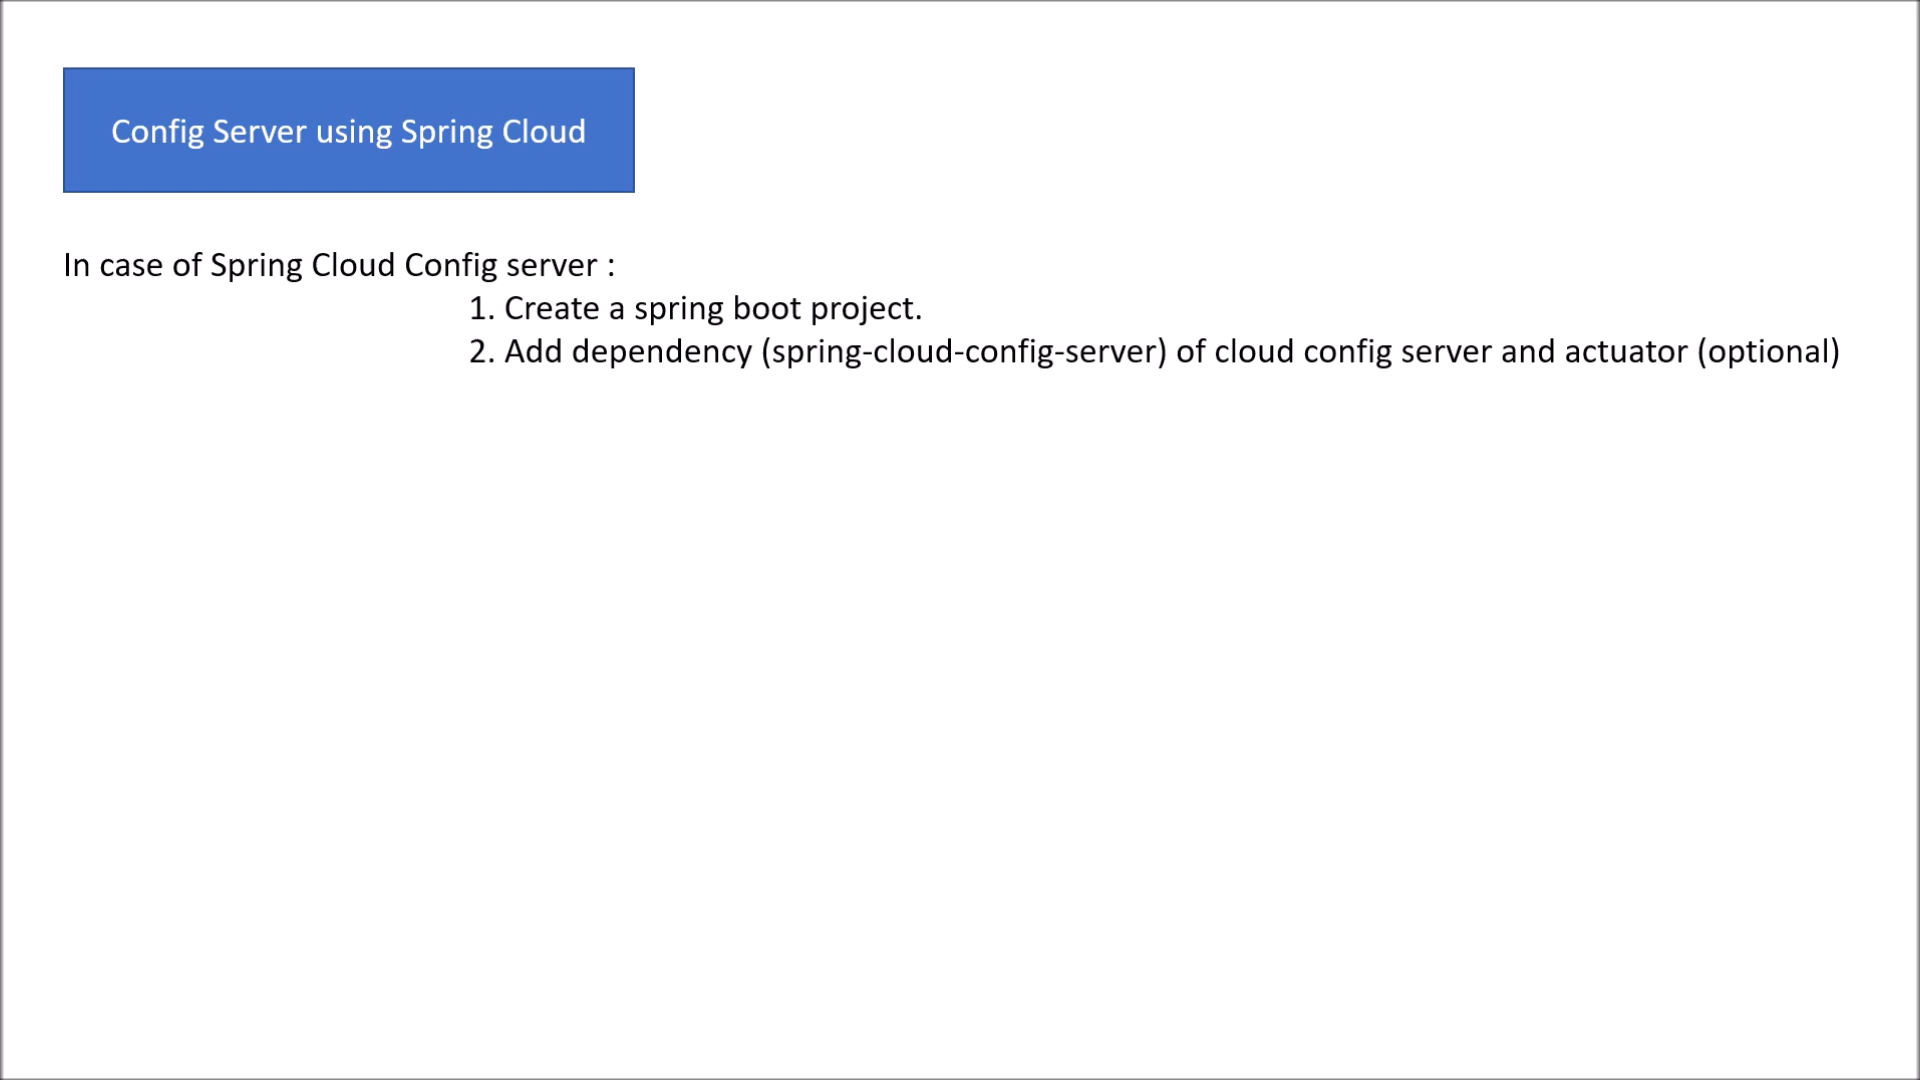 Config Server using Spring Cloud
In case of Spring Cloud Config server :
1. Create a spring boot project.
2. Add dependency (spring-cloud-config-server) of cloud config server and actuator (optional)